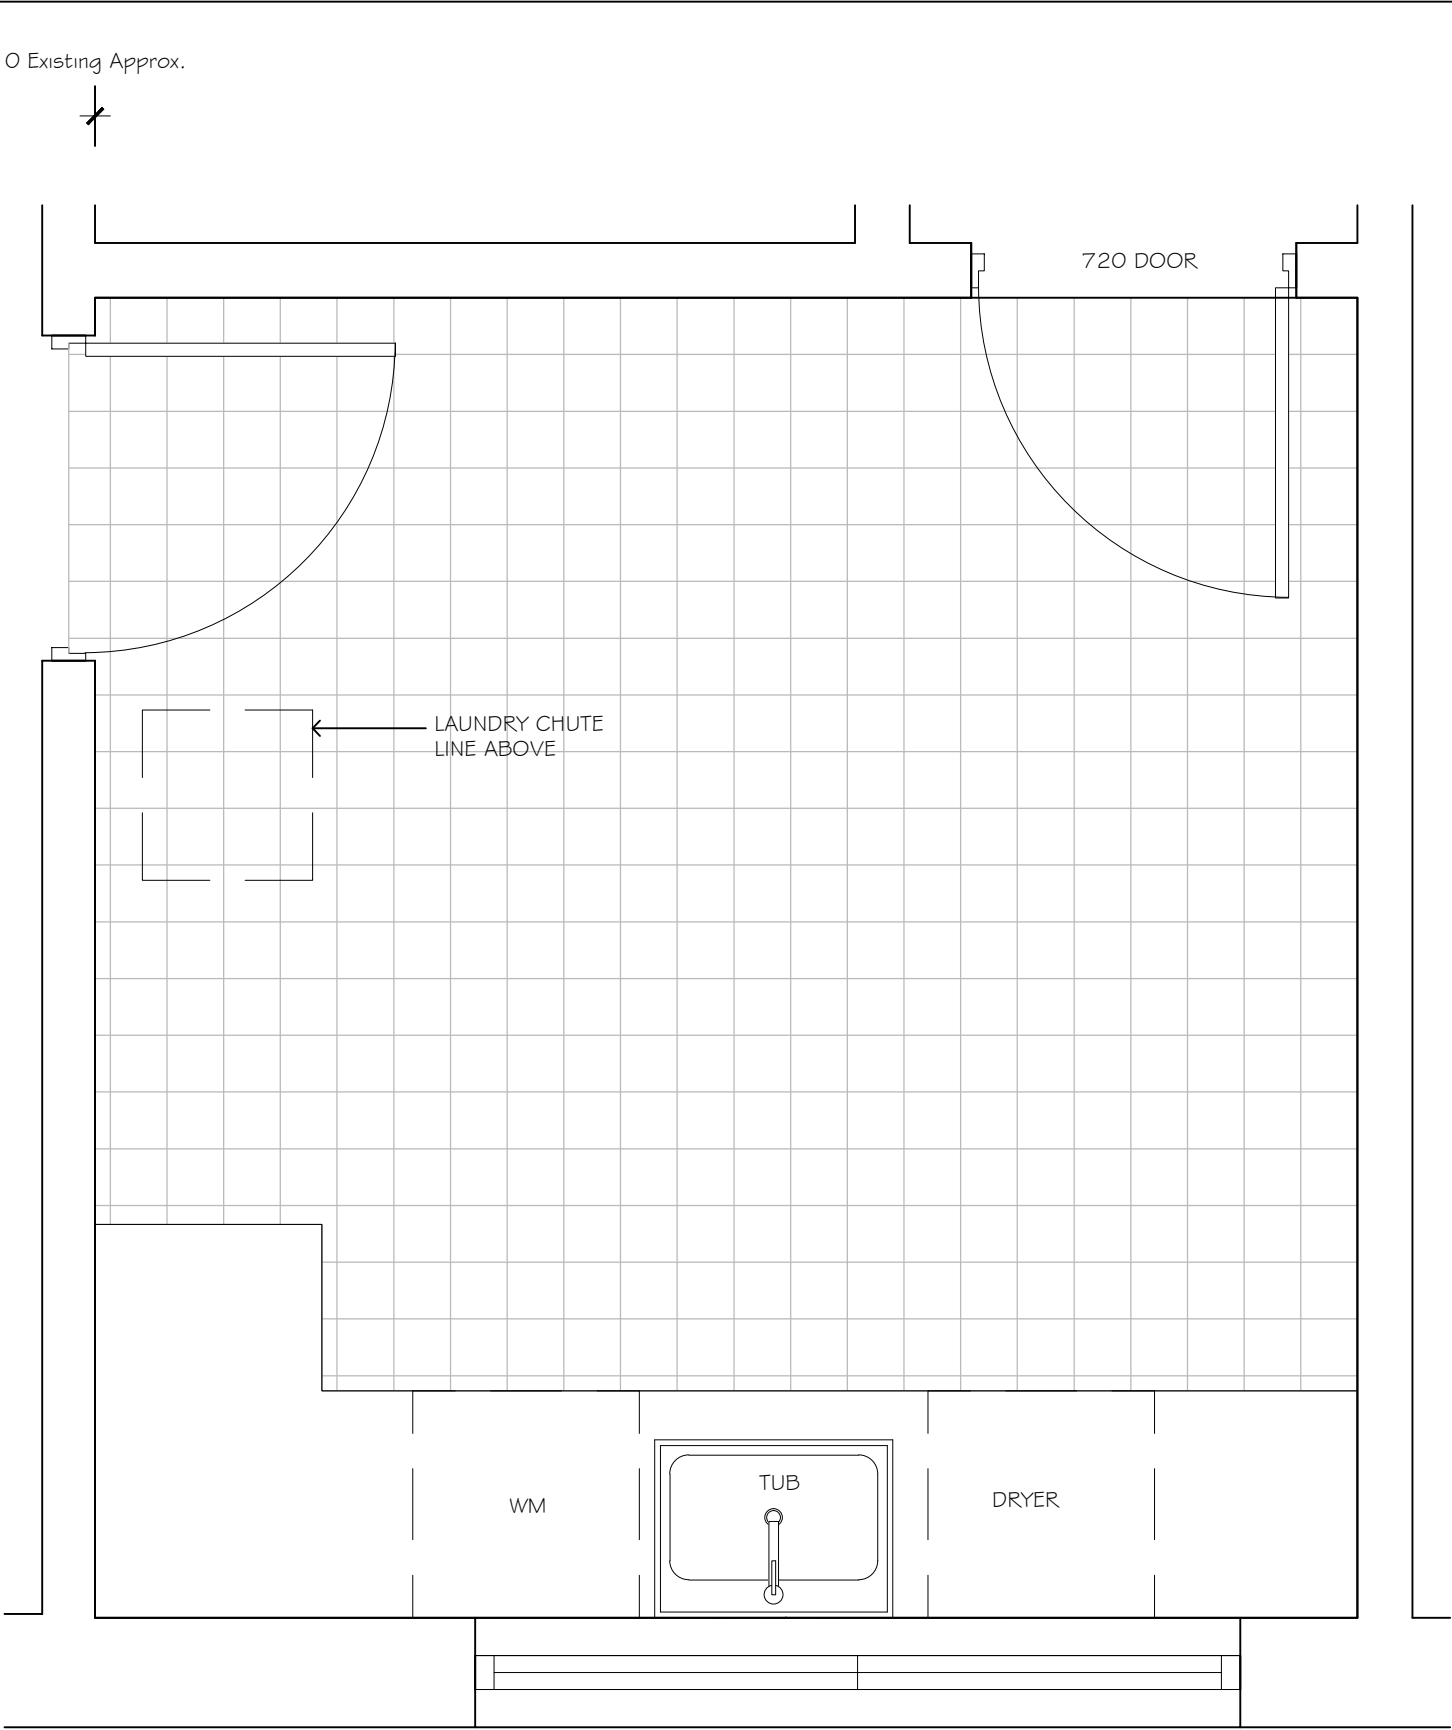 0 Existing Approx.
720 DOOR
LAUNDRY CHUTE
LINE ABOVE
TUB
WM
DRYER